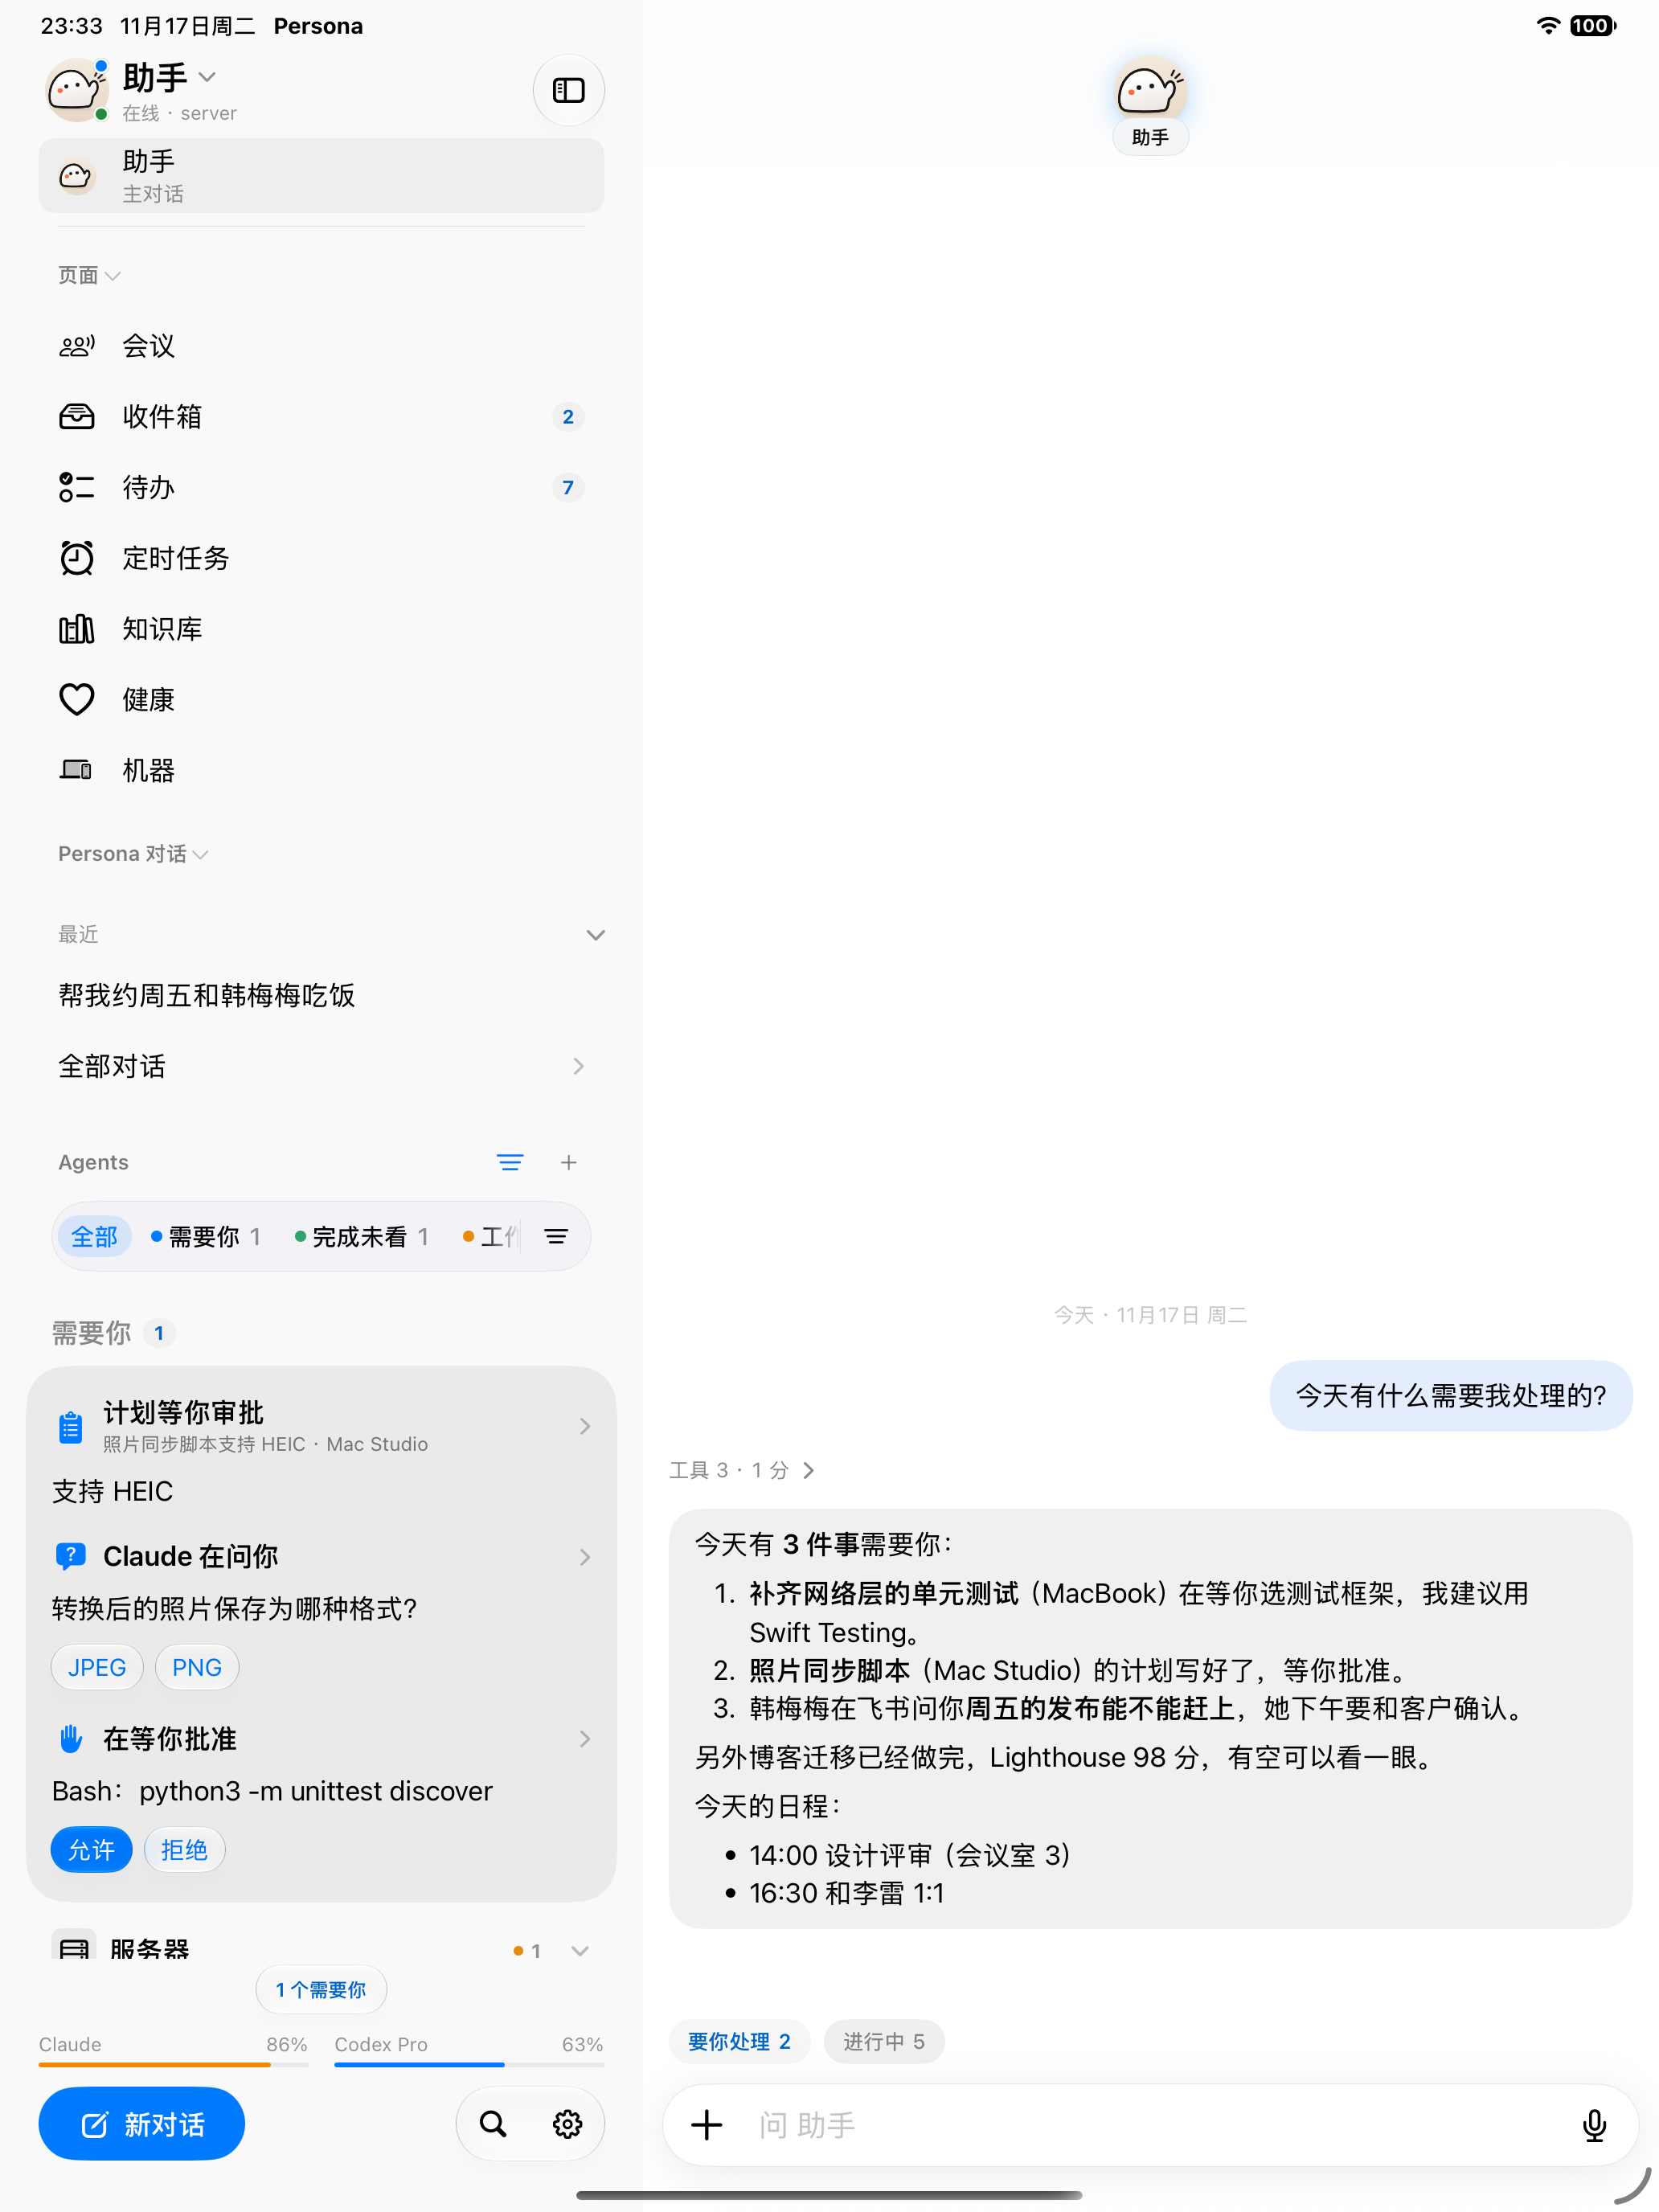 23:33 11月17日周二 Persona
100
助手
在线 · server
助手
主对话
页面
会议
收件箱 2
待办 7
定时任务
知识库
健康
机器
Persona 对话
最近
帮我约周五和韩梅梅吃饭
全部对话
Agents
全部 需要你 1 完成未看 1 工作
需要你 1
计划等你审批
照片同步脚本支持 HEIC · Mac Studio
支持 HEIC
Claude 在问你
转换后的照片保存为哪种格式?
JPEG PNG
在等你批准
Bash：python3 -m unittest discover
允许 拒绝
服务器 1
1 个需要你
Claude 86% Codex Pro 63%
新对话
助手
今天 · 11月17日 周二
今天有什么需要我处理的?
工具 3 · 1 分
今天有 3 件事需要你：
1. 补齐网络层的单元测试（MacBook）在等你选测试框架，我建议用
Swift Testing。
2. 照片同步脚本（Mac Studio）的计划写好了，等你批准。
3. 韩梅梅在飞书问你周五的发布能不能赶上，她下午要和客户确认。
另外博客迁移已经做完，Lighthouse 98 分，有空可以看一眼。
今天的日程：
• 14:00 设计评审（会议室 3）
• 16:30 和李雷 1:1
要你处理 2 进行中 5
问 助手